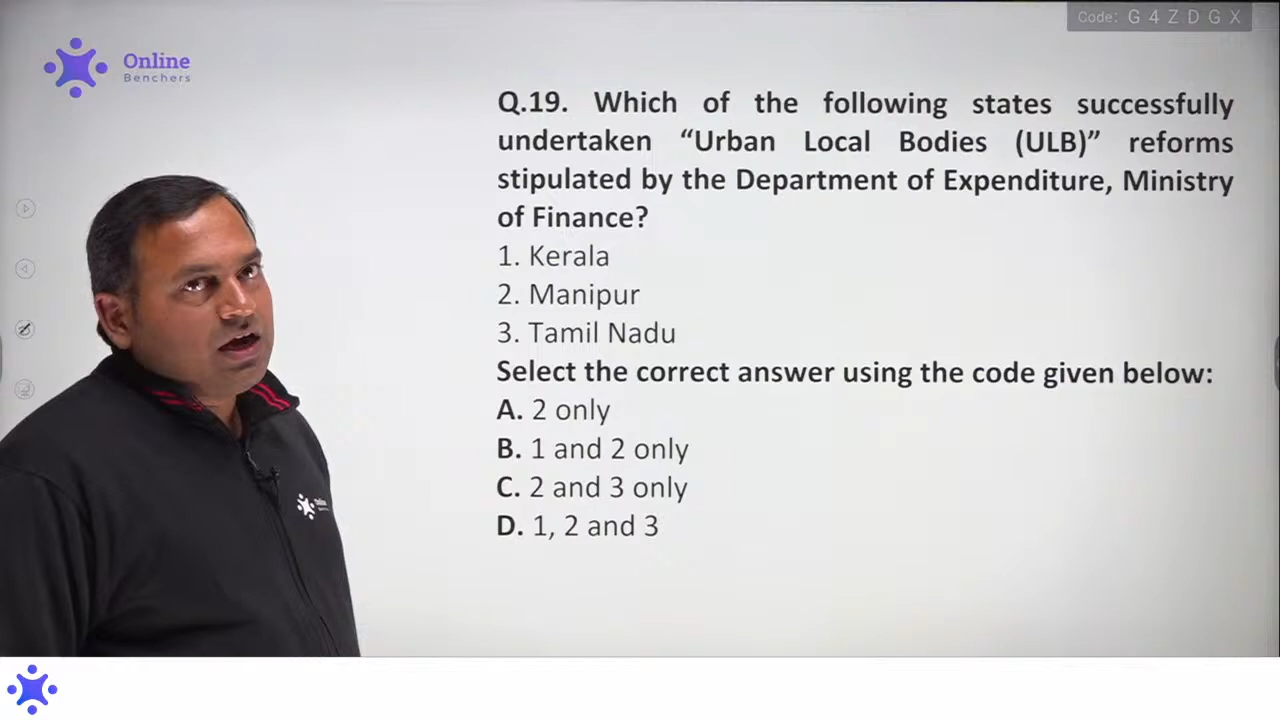 Code: G 4 Z D G X
Online
Benchers
Q.19. Which of the following states successfully
undertaken “Urban Local Bodies (ULB)” reforms
stipulated by the Department of Expenditure, Ministry
of Finance?
1. Kerala
2. Manipur
3. Tamil Nadu
Select the correct answer using the code given below:
A. 2 only
B. 1 and 2 only
C. 2 and 3 only
D. 1, 2 and 3
Online